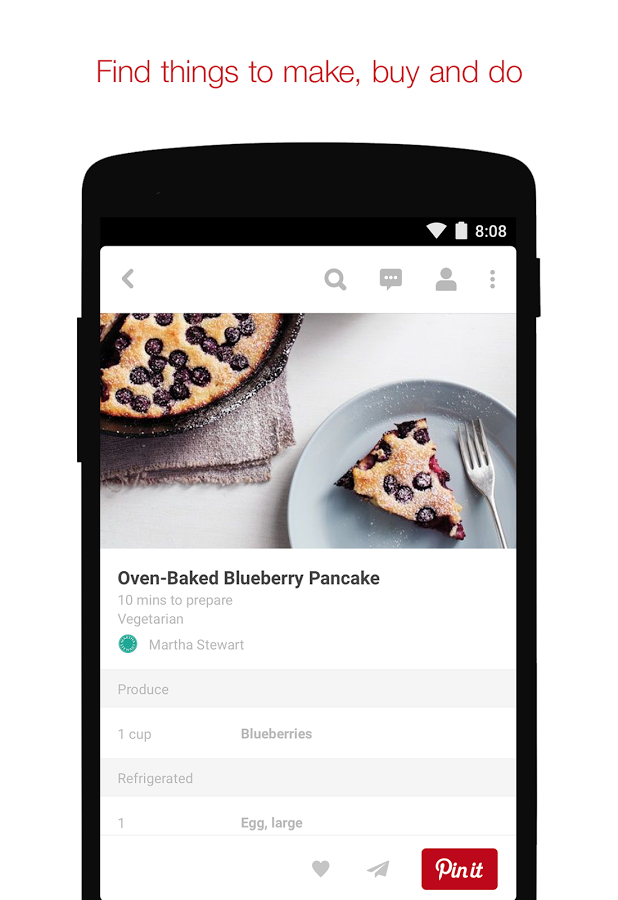 Find things to make, buy and do
8:08
Oven-Baked Blueberry Pancake
10 mins to prepare
Vegetarian
Martha Stewart
Produce
1 cup Blueberries
Refrigerated
1 Egg, large
Pin it